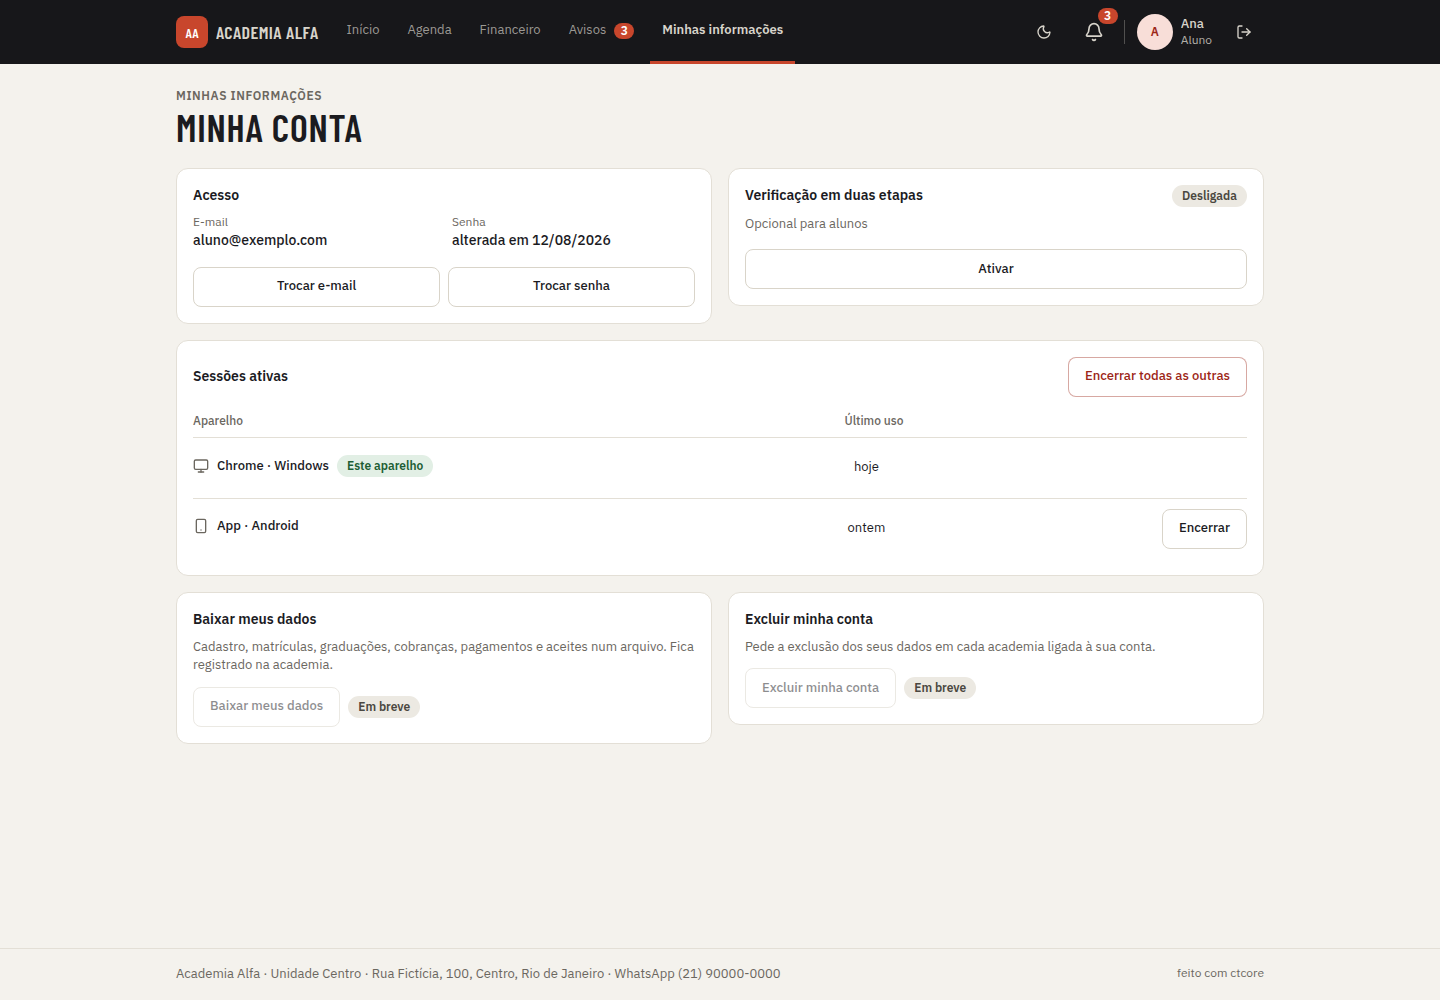 AA ACADEMIA ALFA Início Agenda Financeiro Avisos 3 Minhas informações 3 A Ana
Aluno
MINHAS INFORMAÇÕES
MINHA CONTA
Acesso
E-mail Senha
aluno@exemplo.com alterada em 12/08/2026
Trocar e-mail Trocar senha
Verificação em duas etapas Desligada
Opcional para alunos
Ativar
Sessões ativas Encerrar todas as outras
Aparelho Último uso
Chrome · Windows Este aparelho hoje
App · Android ontem Encerrar
Baixar meus dados
Cadastro, matrículas, graduações, cobranças, pagamentos e aceites num arquivo. Fica
registrado na academia.
Baixar meus dados Em breve
Excluir minha conta
Pede a exclusão dos seus dados em cada academia ligada à sua conta.
Excluir minha conta Em breve
Academia Alfa · Unidade Centro · Rua Fictícia, 100, Centro, Rio de Janeiro · WhatsApp (21) 90000-0000 feito com ctcore